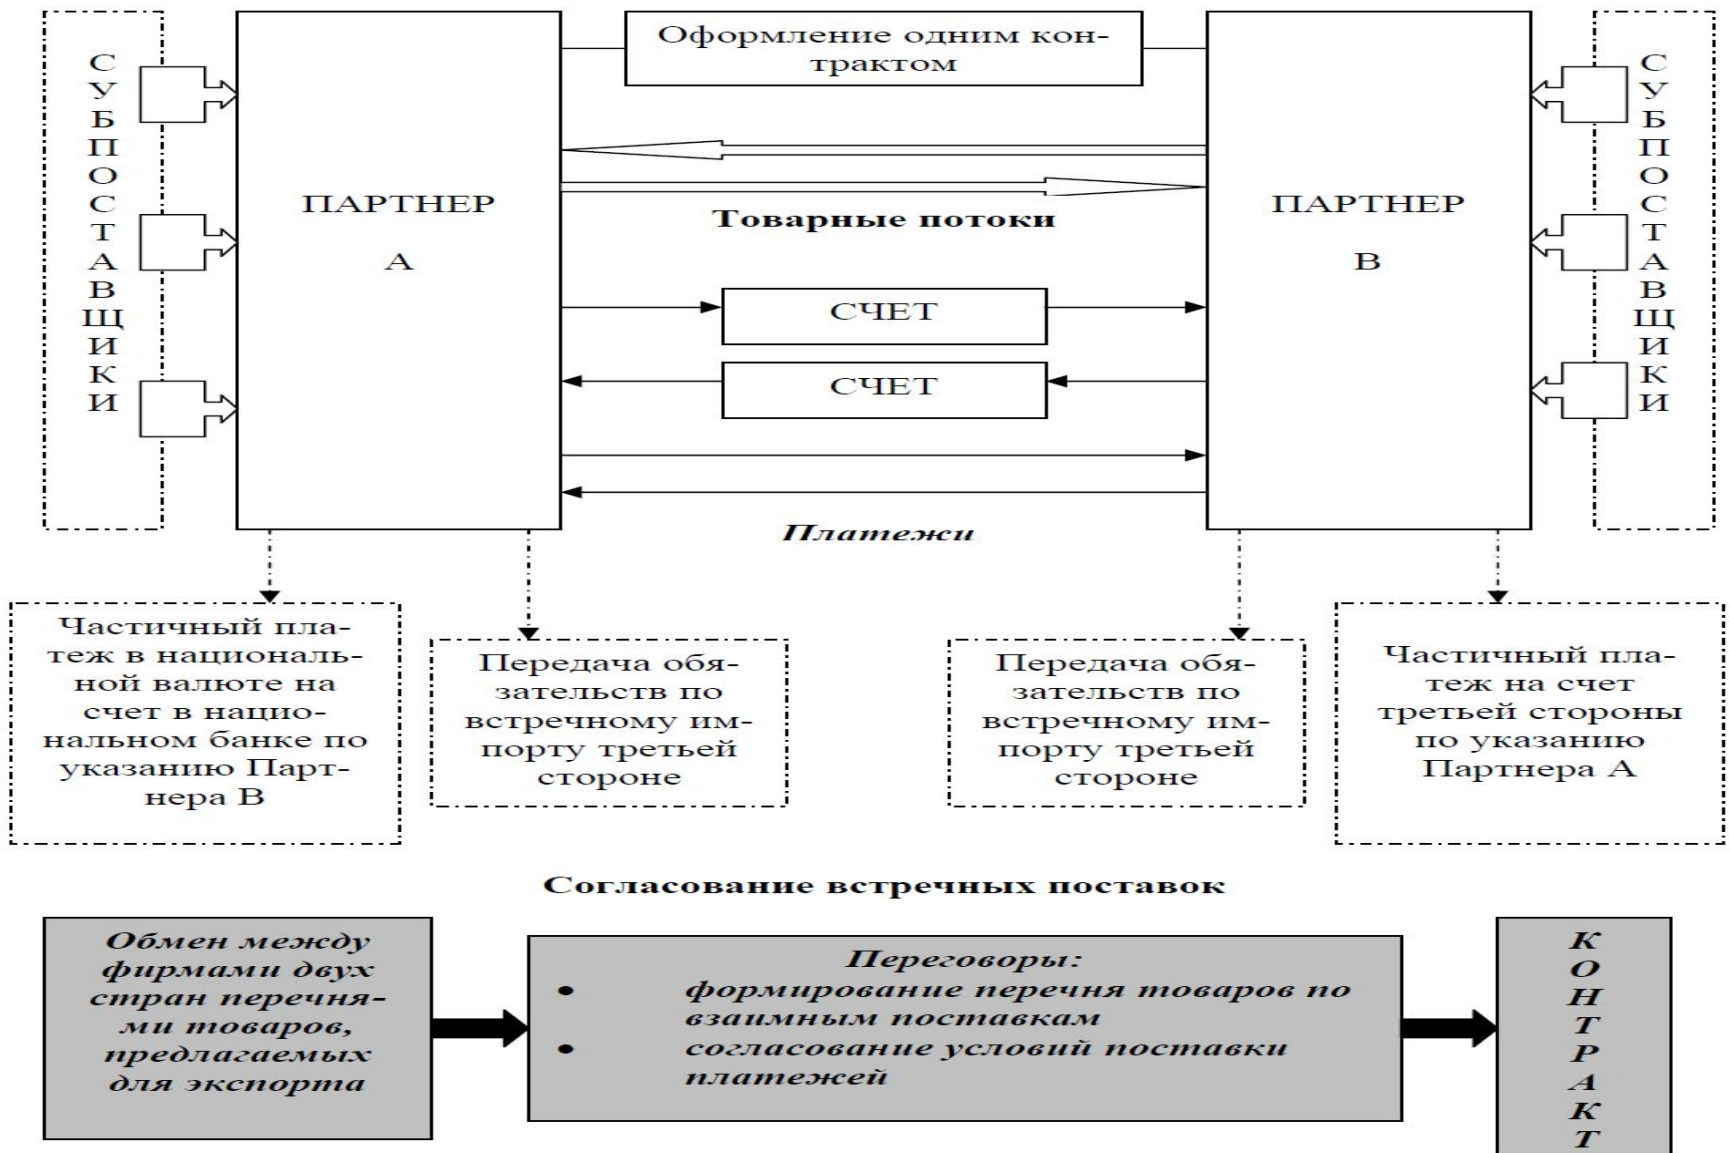 С
У
Б
П
О
С
Т
А
В
Щ
И
К
И
ПАРТНЕР
А
Оформление одним кон-
трактом
Товарные потоки
СЧЕТ
СЧЕТ
Платежи
ПАРТНЕР
В
С
У
Б
П
О
С
Т
А
В
Щ
И
К
И
Частичный пла-
теж в националь-
ной валюте на
счет в нацио-
нальном банке по
указанию Парт-
нера В
Передача обя-
зательств по
встречному им-
порту третьей
стороне
Передача обя-
зательств по
встречному им-
порту третьей
стороне
Частичный пла-
теж на счет
третьей стороны
по указанию
Партнера А
Согласование встречных поставок
Обмен между
фирмами двух
стран перечня-
ми товаров,
предлагаемых
для экспорта
Переговоры:
• формирование перечня товаров по
взаимным поставкам
• согласование условий поставки
платежей
К
О
Н
Т
Р
А
К
Т